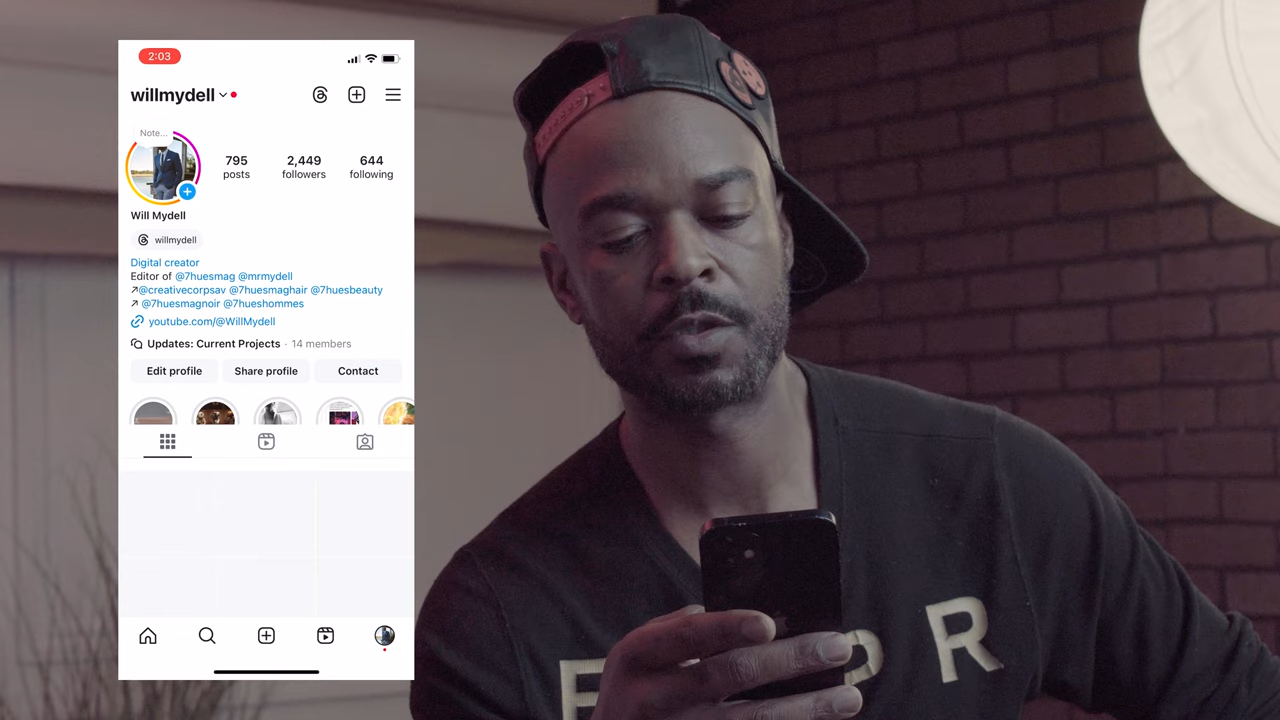 2:03
willmydell
Note...
795
posts
2,449
followers
644
following
Will Mydell
willmydell
Digital creator
Editor of @7huesmag @mrmydell
↗@creativecorpsav @7huesmaghair @7huesbeauty
↗ @7huesmagnoir @7hueshommes
youtube.com/@WillMydell
Updates: Current Projects · 14 members
Edit profile
Share profile
Contact